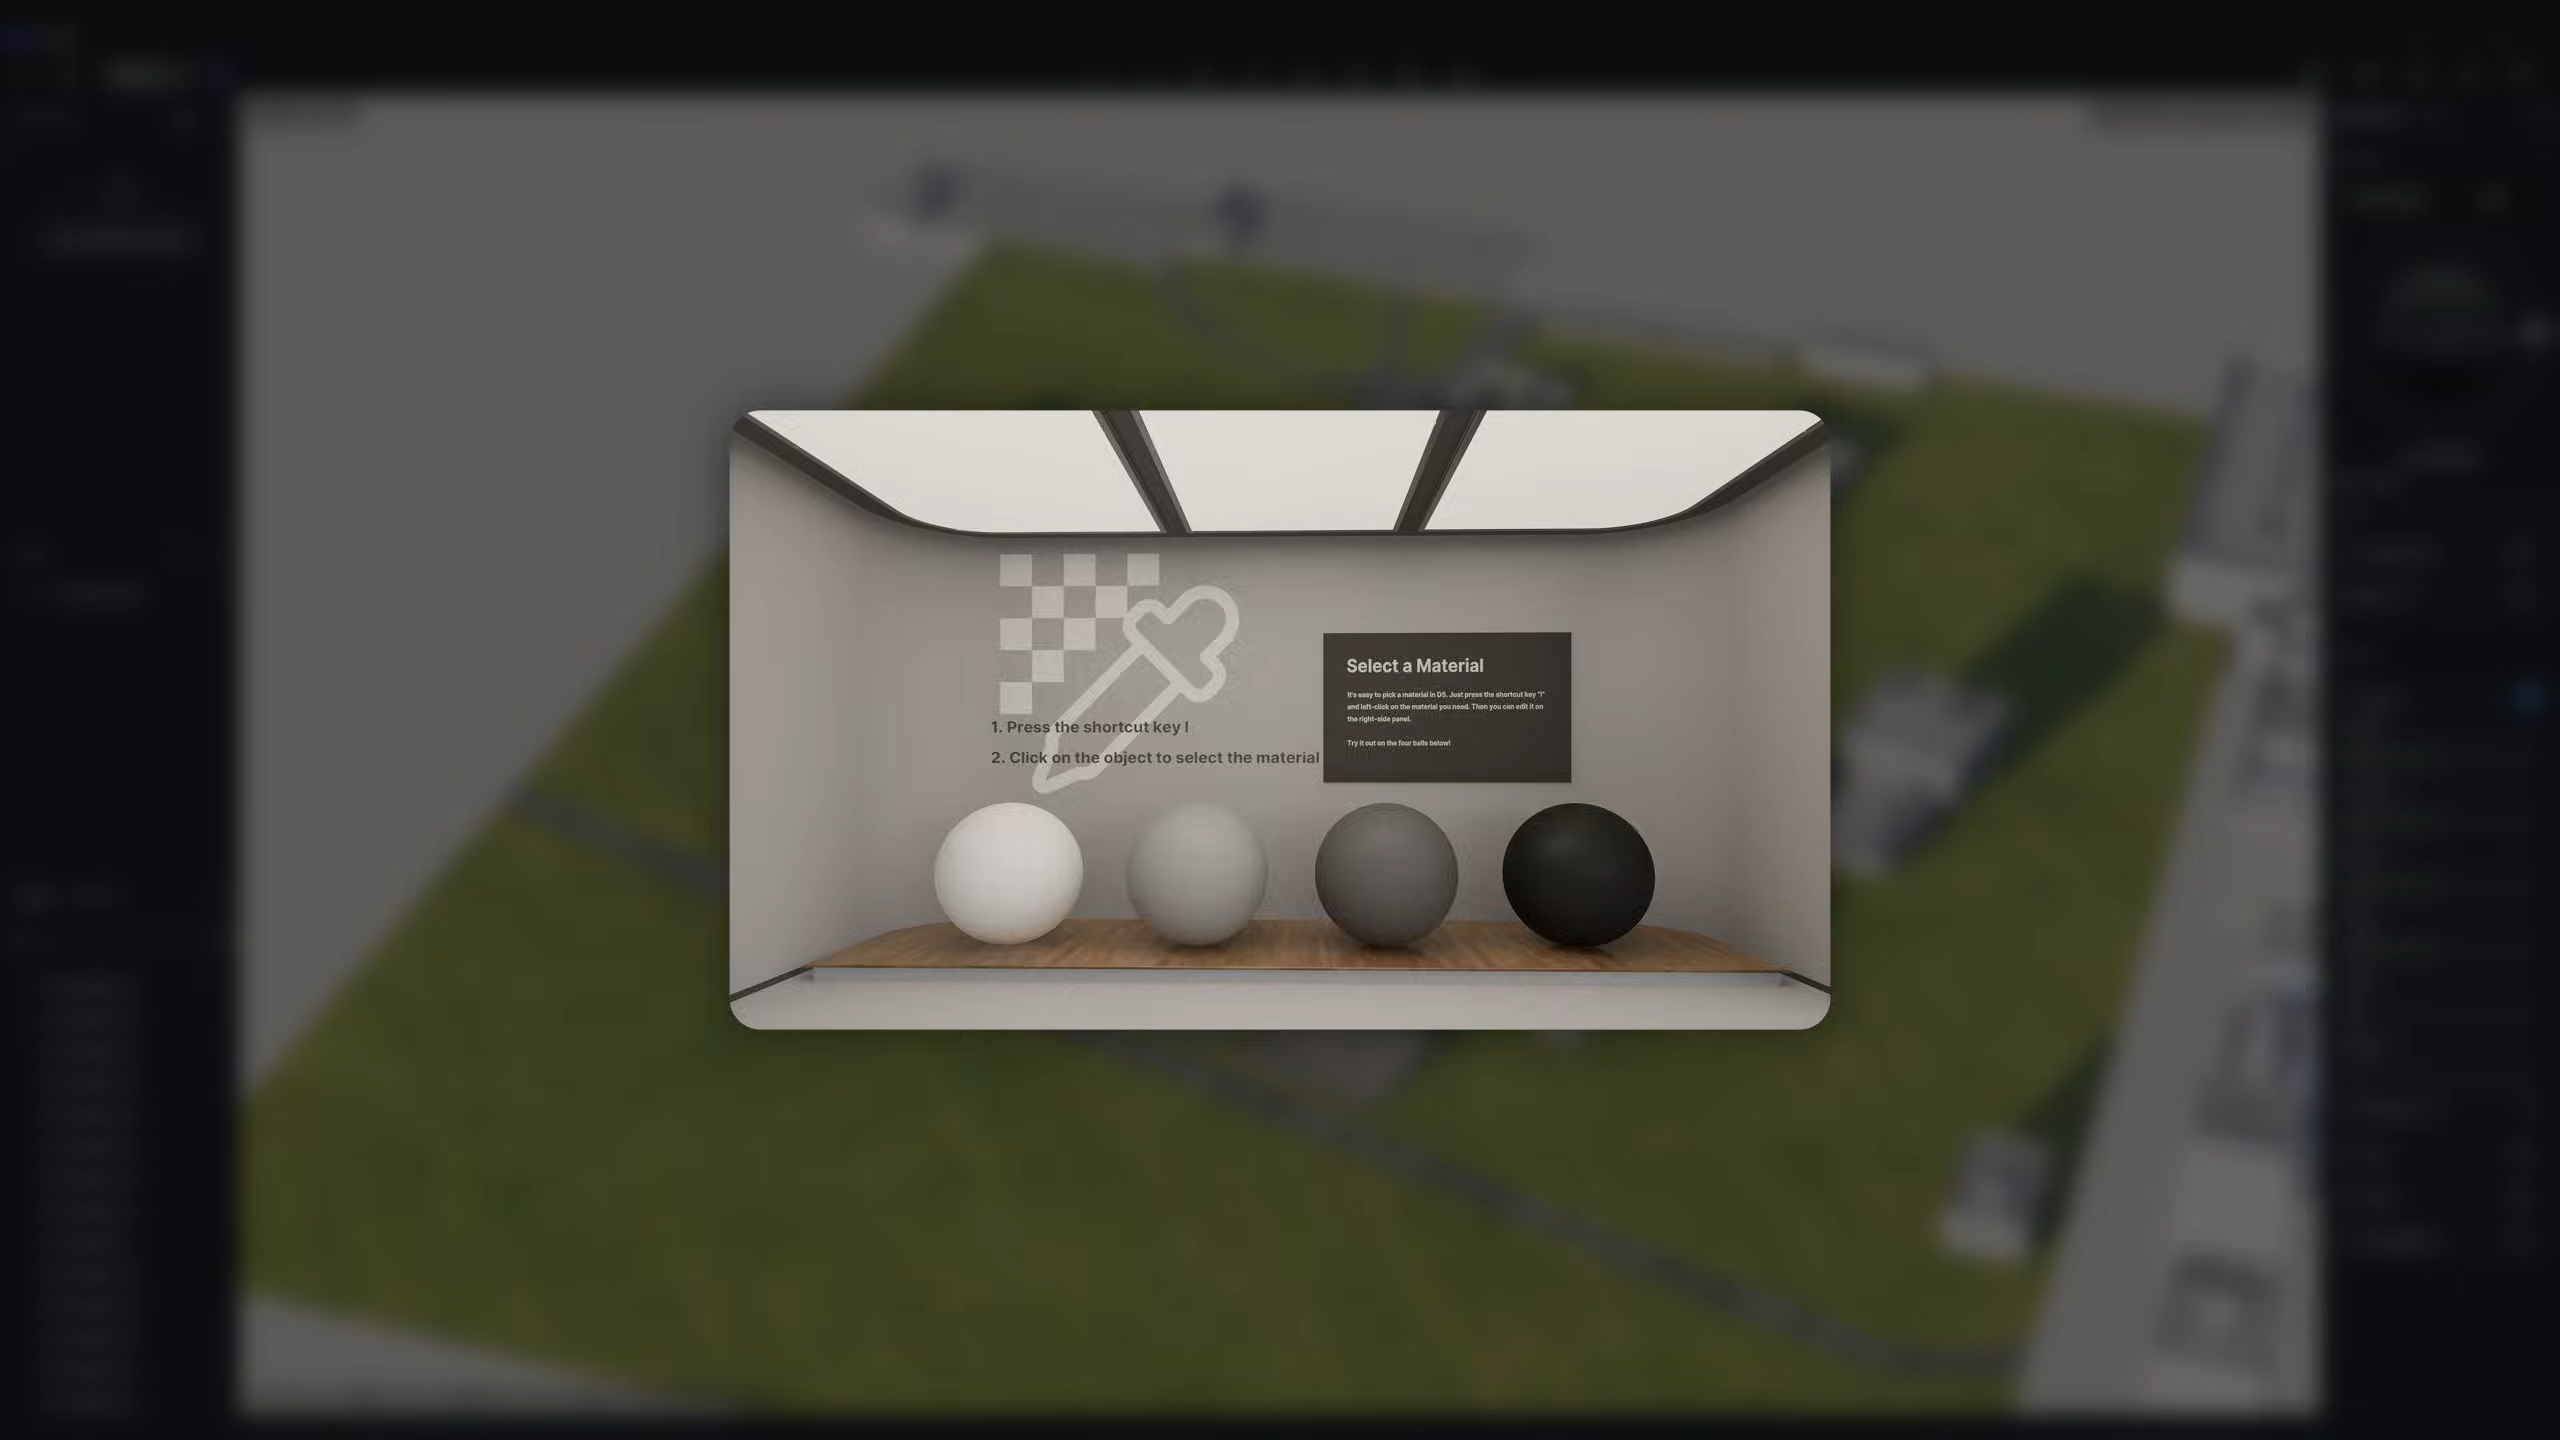 1. Press the shortcut key I
2. Click on the object to select the material
Select a Material
It's easy to pick a material in D5. Just press the shortcut key "I"
and left-click on the material you need. Then you can edit it on
the right-side panel.
Try it out on the four balls below!